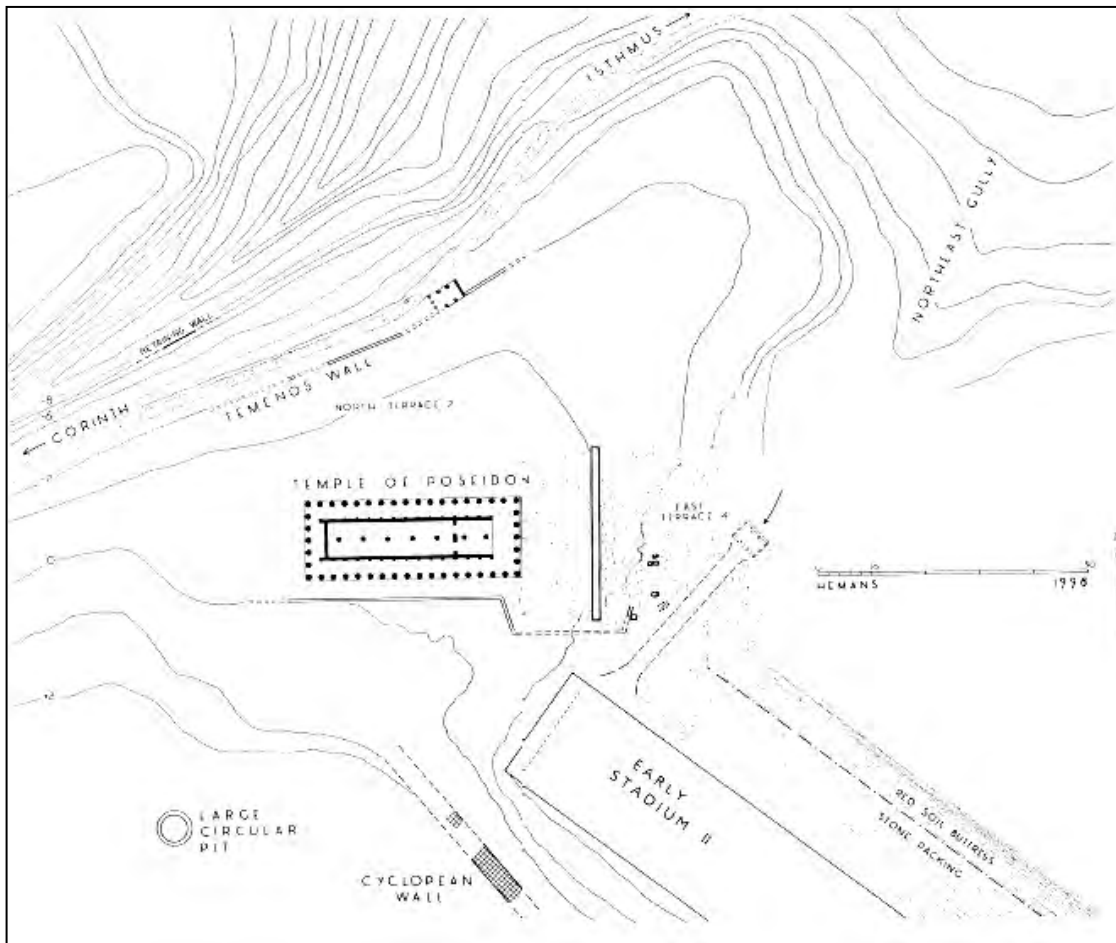 ISTHMUS
NORTHEAST GULLY
RETAINING WALL
CORINTH
TEMENOS WALL
NORTH TERRACE 2
TEMPLE OF POSEIDON
EAST
TERRACE 4
HEMANS
1998
EARLY
STADIUM II
RED SOIL BUTTRESS
STONE PACKING
LARGE
CIRCULAR
PIT
CYCLOPEAN
WALL